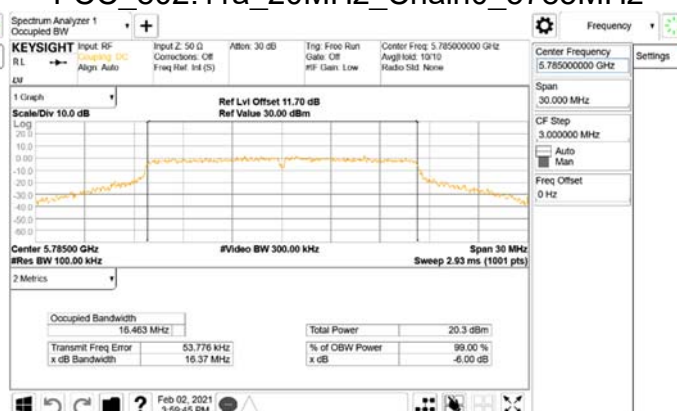 Spectrum Analyzer 1
Occupied BW
+
Frequency
KEYSIGHT
Input: RF
Coupling: DC
Align: Auto
Input Z: 50 Ω
Corrections: Off
Freq Ref: Int (S)
Atten: 30 dB
Trig: Free Run
Gate: Off
#IF Gain: Low
Center Freq: 5.785000000 GHz
Avg|Hold: 10/10
Radio Std: None
RL
Center Frequency
5.785000000 GHz
Settings
Span
30.000 MHz
CF Step
3.000000 MHz
Auto
Man
Freq Offset
0 Hz
1 Graph
Scale/Div 10.0 dB
Ref Lvl Offset 11.70 dB
Ref Value 30.00 dBm
Log
20.0
10.0
0.00
-10.0
-20.0
-30.0
-40.0
-50.0
-60.0
Center 5.78500 GHz
#Res BW 100.00 kHz
#Video BW 300.00 kHz
Span 30 MHz
Sweep 2.93 ms (1001 pts)
2 Metrics
Occupied Bandwidth
16.463 MHz
Total Power 20.3 dBm
Transmit Freq Error 53.776 kHz
% of OBW Power 99.00 %
x dB Bandwidth 16.37 MHz
x dB -6.00 dB
?
Feb 02, 2021
3:59:45 PM